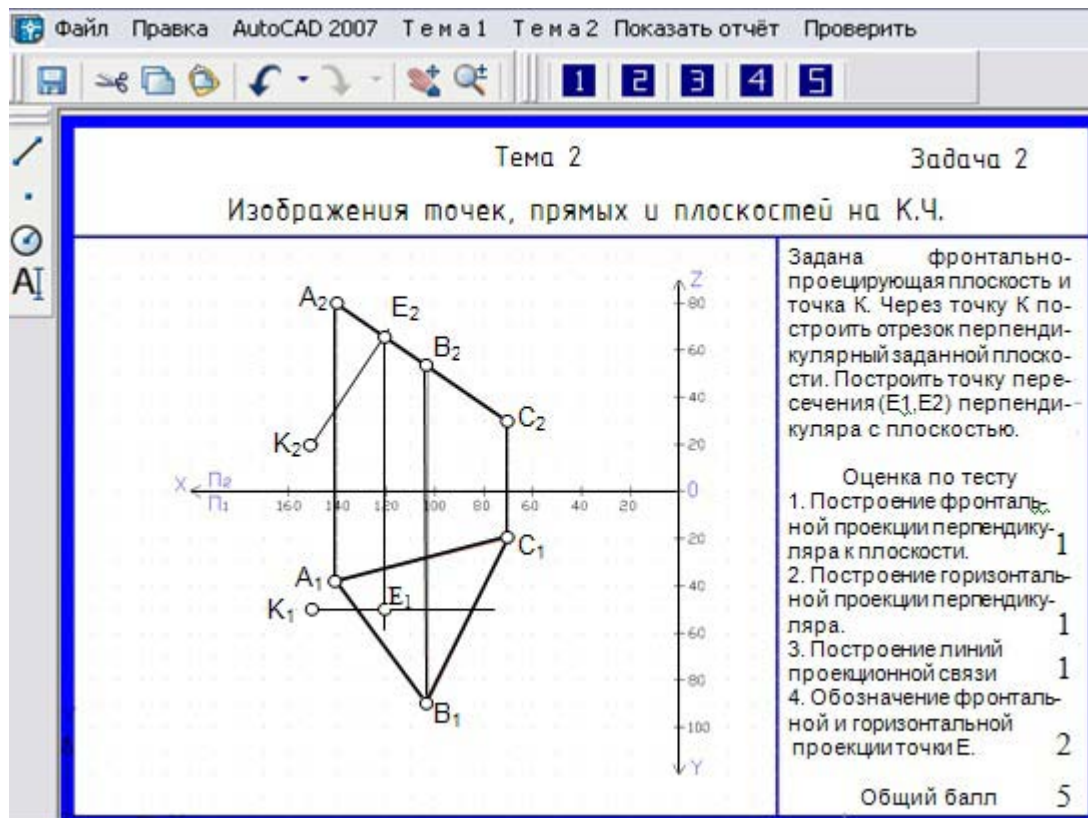 Файл Правка AutoCAD 2007 Тема1 Тема2 Показать отчёт Проверить
1 2 3 4 5
A
Тема 2 Задача 2
Изображения точек, прямых и плоскостей на К.Ч.
Задана фронтально-
проецирующая плоскость и
точка К. Через точку К по-
строить отрезок перпенди-
кулярный заданной плоско-
сти. Построить точку пере-
сечения (Е1,Е2) перпенди-
куляра с плоскостью.
Оценка по тесту
1. Построение фронталь-
ной проекции перпендику-
ляра к плоскости. 1
2. Построение горизонталь-
ной проекции перпендику-
ляра. 1
3. Построение линий
проекционной связи 1
4. Обозначение фронталь-
ной и горизонтальной
проекции точки Е. 2
Общий балл 5
Z
A₂ 80
E₂
B₂ 60
40
C₂
K₂ 20
X П₂ 0
П₁ 160 140 120 100 80 60 40 20
C₁ 20
A₁ 40
K₁ E₁
60
80
B₁
100
Y